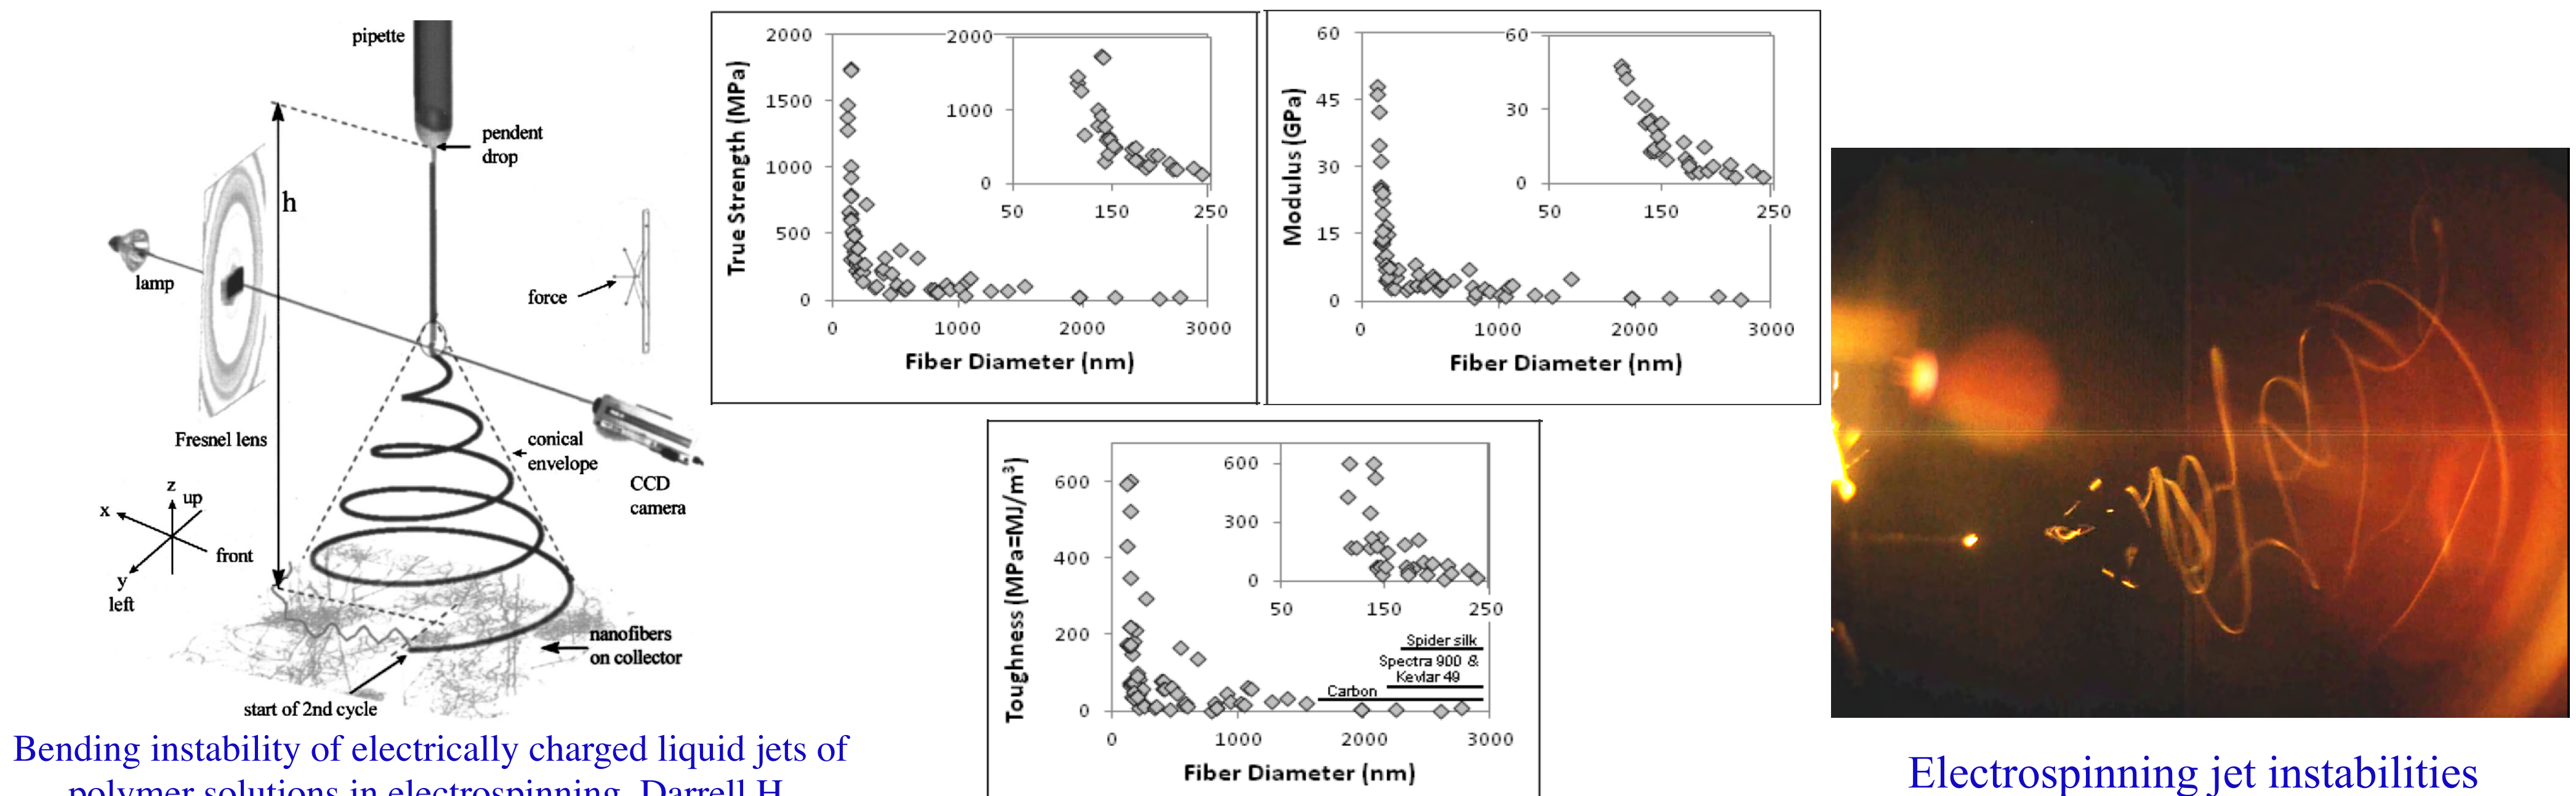 pipette
pendent
drop
h
lamp
force
Fresnel lens
conical
envelope
CCD
camera
z
up
x
front
y
left
nanofibers
on collector
start of 2nd cycle
Bending instability of electrically charged liquid jets of
polymer solutions in electrospinning, Darrell H
True Strength (MPa)
2000
1500
1000
500
0
0
1000
2000
3000
Fiber Diameter (nm)
2000
1000
0
50
150
250
Modulus (GPa)
60
45
30
15
0
0
1000
2000
3000
Fiber Diameter (nm)
60
30
0
50
150
250
Toughness (MPa=MJ/m³)
600
400
200
0
0
1000
2000
3000
Fiber Diameter (nm)
600
300
0
50
150
250
Spider silk
Spectra 900 &
Kevlar 49
Carbon
Electrospinning jet instabilities